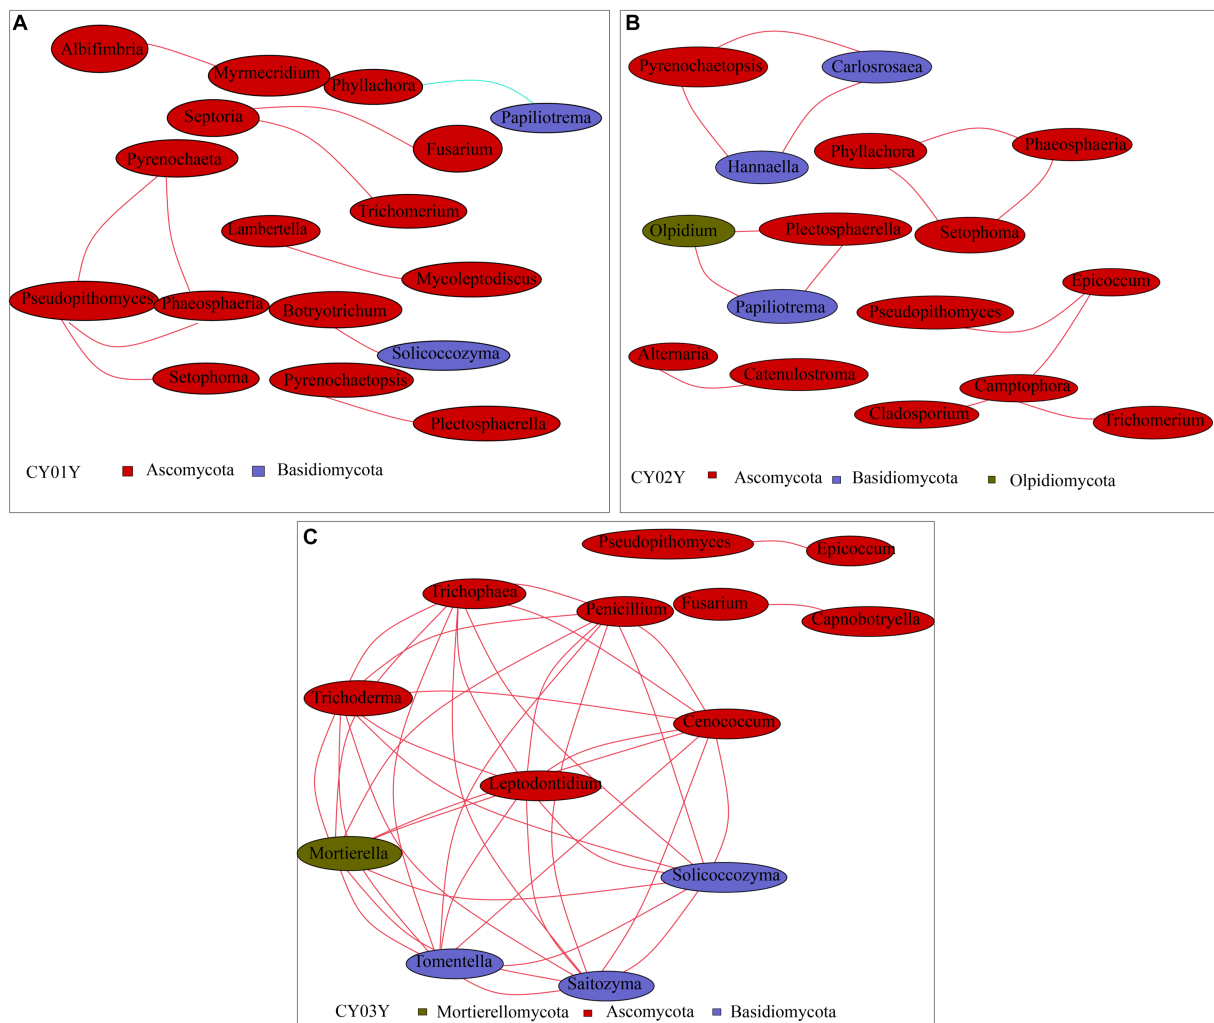 A
Albifimbria
Myrmecridium
Phyllachora
Papiliotrema
Septoria
Fusarium
Pyrenochaeta
Trichomerium
Lambertella
Mycoleptodiscus
Pseudopithomyces
Phaeosphaeria
Botryotrichum
Solicoccozyma
Setophoma
Pyrenochaetopsis
Plectosphaerella
CY01Y Ascomycota Basidiomycota
B
Pyrenochaetopsis
Carlosrosaea
Hannaella
Phyllachora
Phaeosphaeria
Olpidium
Plectosphaerella
Setophoma
Papiliotrema
Epicoccum
Pseudopithomyces
Alternaria
Catenulostroma
Camptophora
Cladosporium
Trichomerium
CY02Y Ascomycota Basidiomycota Olpidiomycota
C
Pseudopithomyces
Epicoccum
Trichophaea
Penicillium
Fusarium
Capnobotryella
Trichoderma
Cenococcum
Leptodontidium
Mortierella
Solicoccozyma
Tomentella
Saitozyma
CY03Y Mortierellomycota Ascomycota Basidiomycota